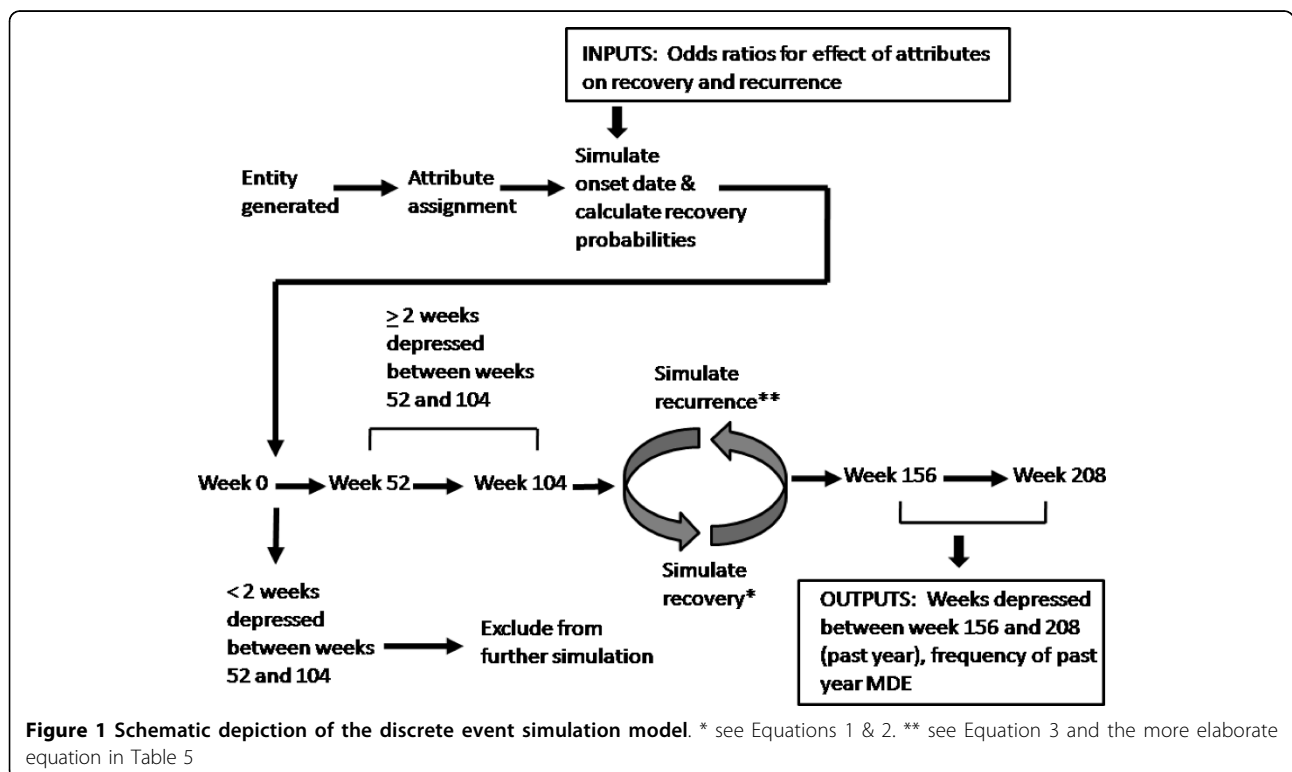 INPUTS: Odds ratios for effect of attributes
on recovery and recurrence
Entity
generated
Attribute
assignment
Simulate
onset date &
calculate recovery
probabilities
≥ 2 weeks
depressed
between weeks
52 and 104
Simulate
recurrence**
Week 0
Week 52
Week 104
Week 156
Week 208
Simulate
recovery*
< 2 weeks
depressed
between weeks
52 and 104
Exclude from
further simulation
OUTPUTS: Weeks depressed
between week 156 and 208
(past year), frequency of past
year MDE
Figure 1 Schematic depiction of the discrete event simulation model. * see Equations 1 & 2. ** see Equation 3 and the more elaborate
equation in Table 5